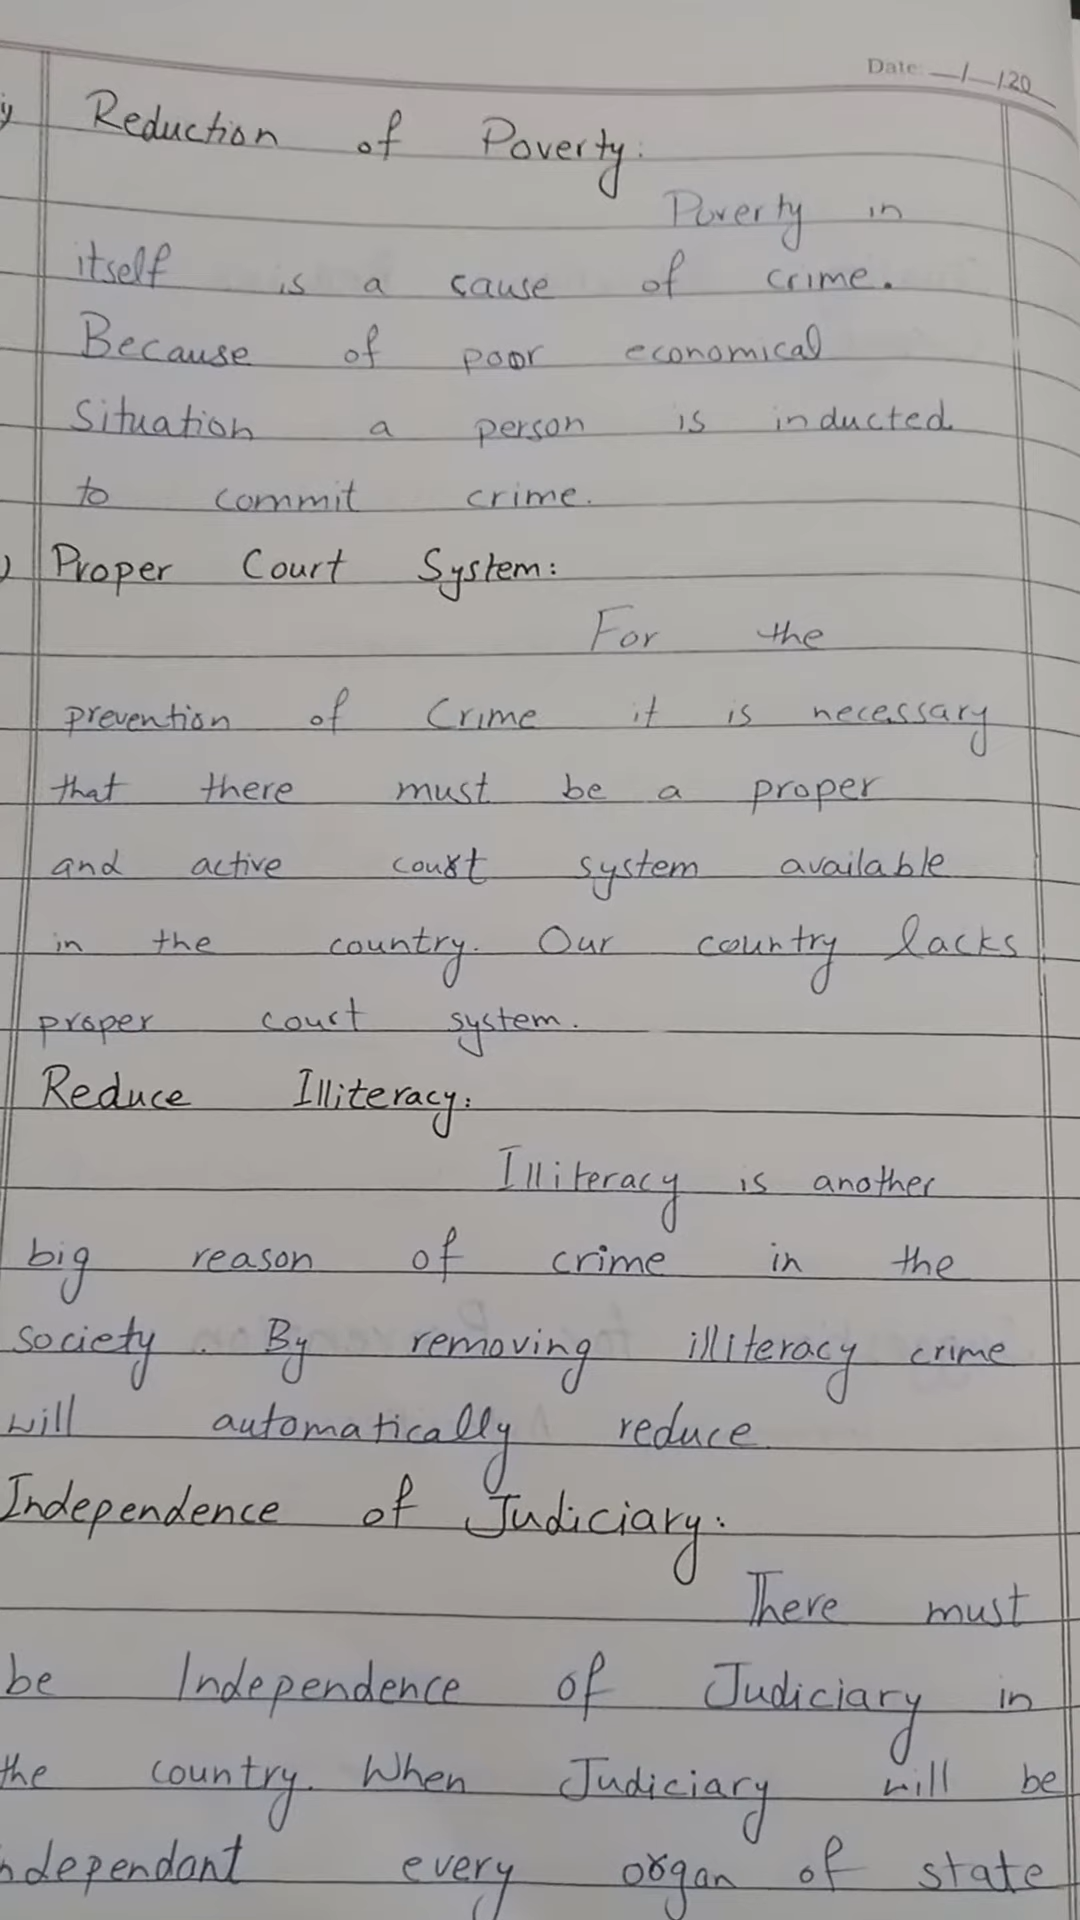 Date: __/__/20
Reduction of Poverty:
Poverty in
itself is a cause of crime.
Because of poor economical
Situation a person is inducted
to commit crime.
) Proper Court System:
For the
prevention of Crime it is necessary
that there must be a proper
and active court system available
in the country. Our country lacks
proper court system.
Reduce Illiteracy:
Illiteracy is another
big reason of crime in the
society. By removing illiteracy crime
will automatically reduce
Independence of Judiciary:
There must
be Independence of Judiciary in
the country. When Judiciary will be
ndependant every organ of state